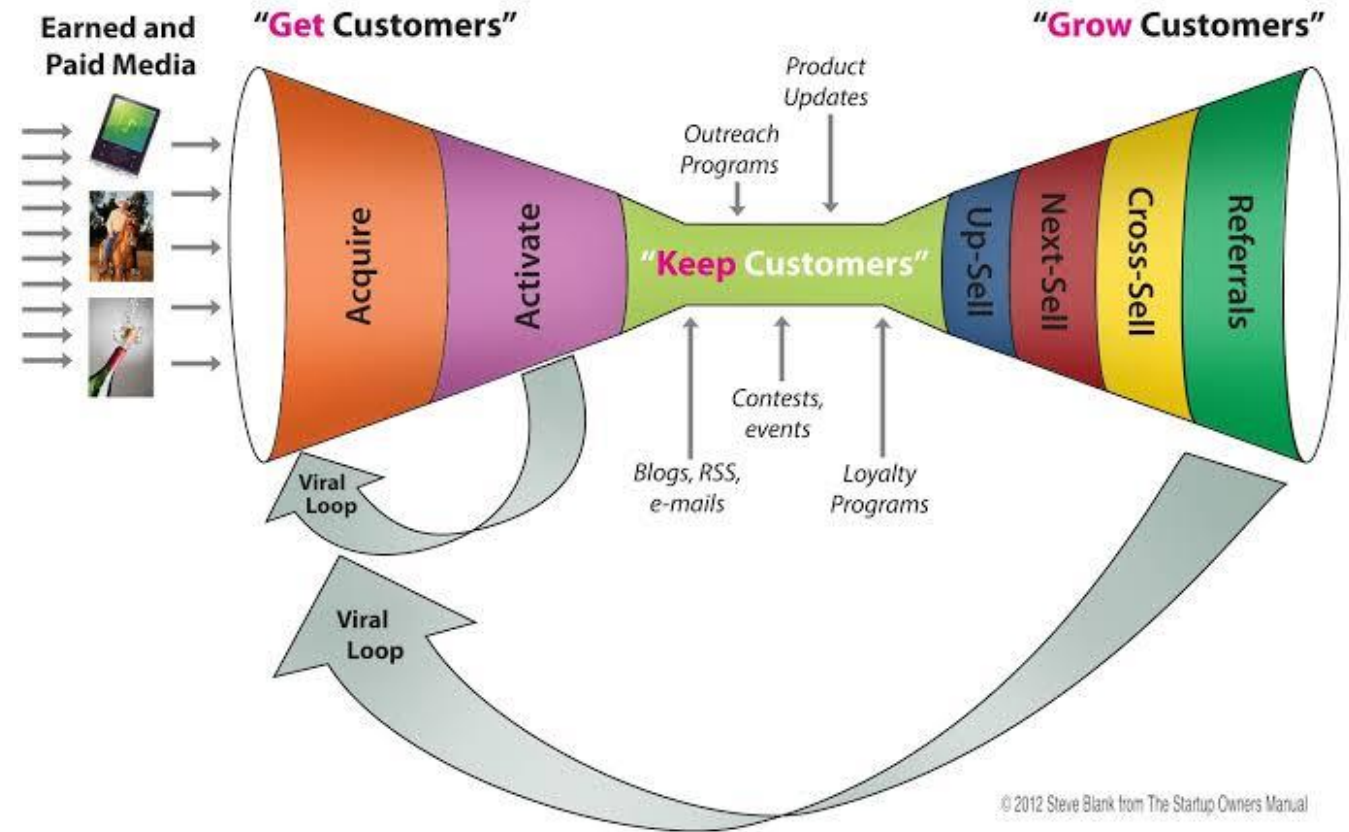 Earned and
Paid Media
“Get Customers”
“Grow Customers”
Product
Updates
Outreach
Programs
Acquire
Activate
“Keep Customers”
Up-Sell
Next-Sell
Cross-Sell
Referrals
Contests,
events
Blogs, RSS,
e-mails
Loyalty
Programs
Viral
Loop
Viral
Loop
© 2012 Steve Blank from The Startup Owners Manual